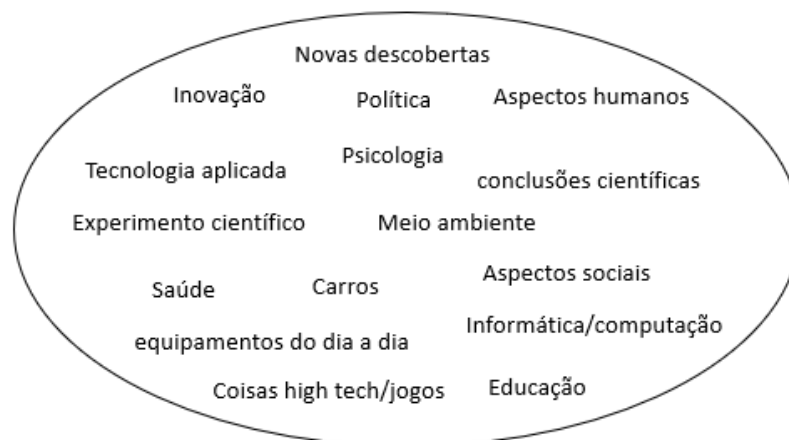 Novas descobertas
Inovação
Política
Aspectos humanos
Psicologia
Tecnologia aplicada
conclusões científicas
Experimento científico
Meio ambiente
Aspectos sociais
Saúde
Carros
Informática/computação
equipamentos do dia a dia
Coisas high tech/jogos
Educação